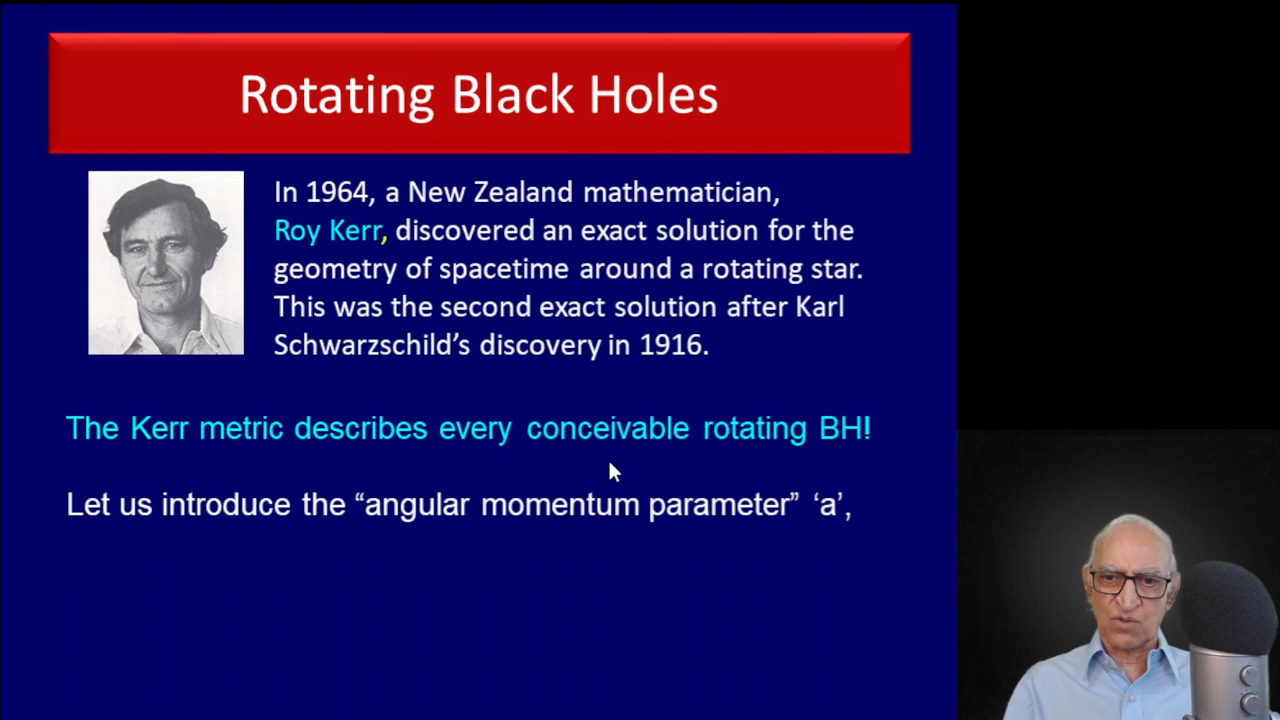 Rotating Black Holes
In 1964, a New Zealand mathematician,
Roy Kerr, discovered an exact solution for the
geometry of spacetime around a rotating star.
This was the second exact solution after Karl
Schwarzschild’s discovery in 1916.
The Kerr metric describes every conceivable rotating BH!
Let us introduce the “angular momentum parameter” ‘a’,